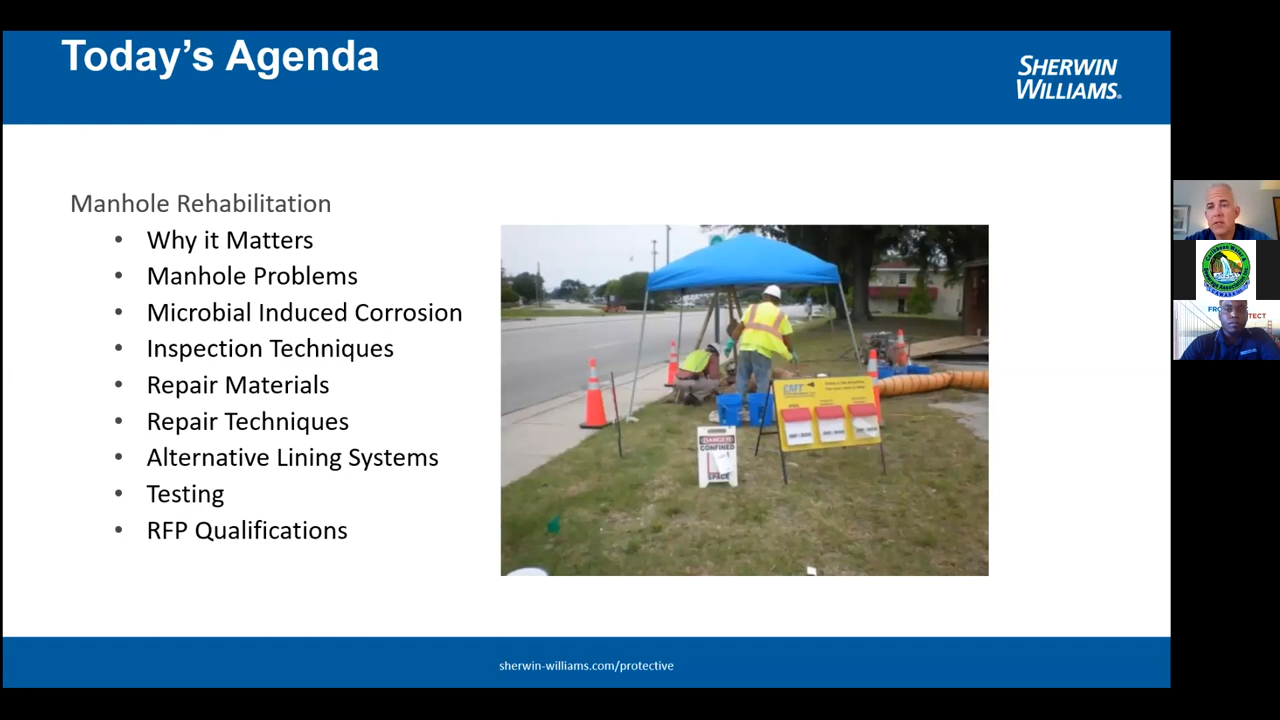 Today's Agenda
SHERWIN
WILLIAMS®
Manhole Rehabilitation
• Why it Matters
• Manhole Problems
• Microbial Induced Corrosion
• Inspection Techniques
• Repair Materials
• Repair Techniques
• Alternative Lining Systems
• Testing
• RFP Qualifications
DANGER
CONFINED
SPACE
sherwin-williams.com/protective